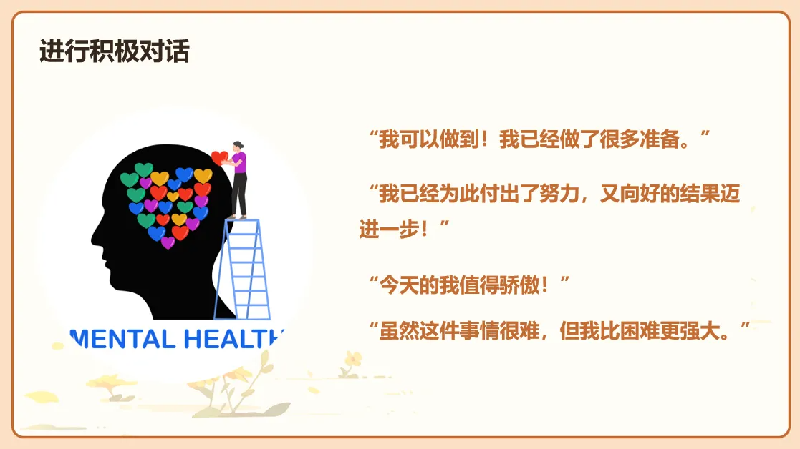 进行积极对话
“我可以做到！我已经做了很多准备。”
“我已经为此付出了努力，又向好的结果迈
进一步！”
“今天的我值得骄傲！”
“虽然这件事情很难，但我比困难更强大。”
MENTAL HEALTH